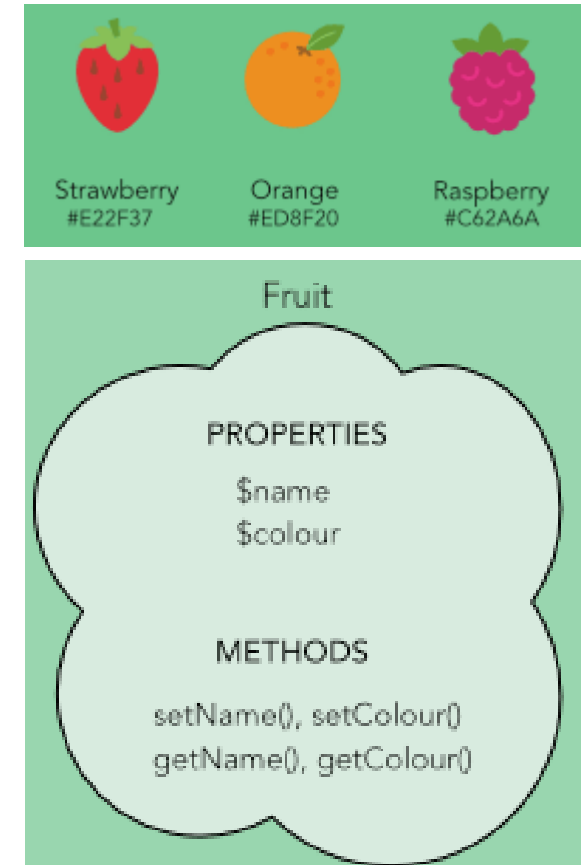 Strawberry
#E22F37
Orange
#ED8F20
Raspberry
#C62A6A
Fruit
PROPERTIES
$name
$colour
METHODS
setName(), setColour()
getName(), getColour()